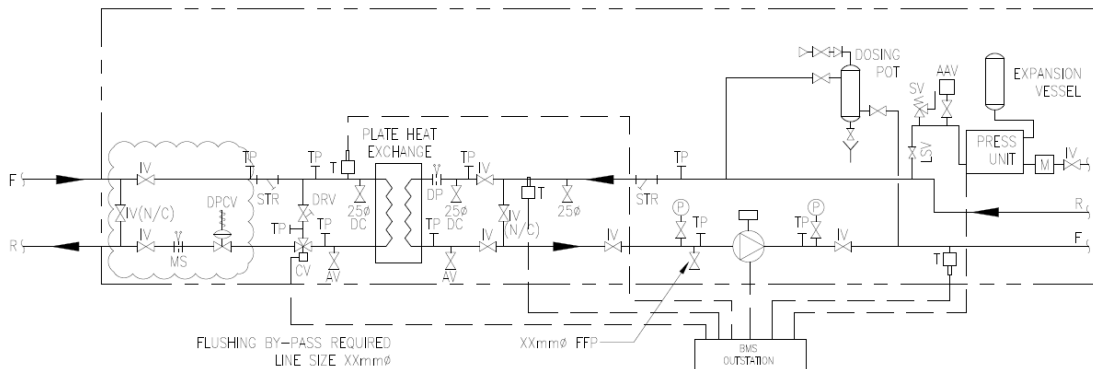 DOSING
POT
SV
AAV
EXPANSION
VESSEL
PLATE HEAT
EXCHANGE
LSV
PRESS
UNIT
M
IV
F
IV
TP
TP
T
TP
IV
TP
STR
DP
STR
IV(N/C)
DPCV
DRV
25ø
DC
25ø
DC
T
25ø
IV
(N/C)
P
P
R
R
IV
TP
TP
TP
IV
TP
TP
IV
F
MS
CV
AV
AV
T
FLUSHING BY-PASS REQUIRED
LINE SIZE XXmmø
XXmmø FFP
BMS
OUTSTATION